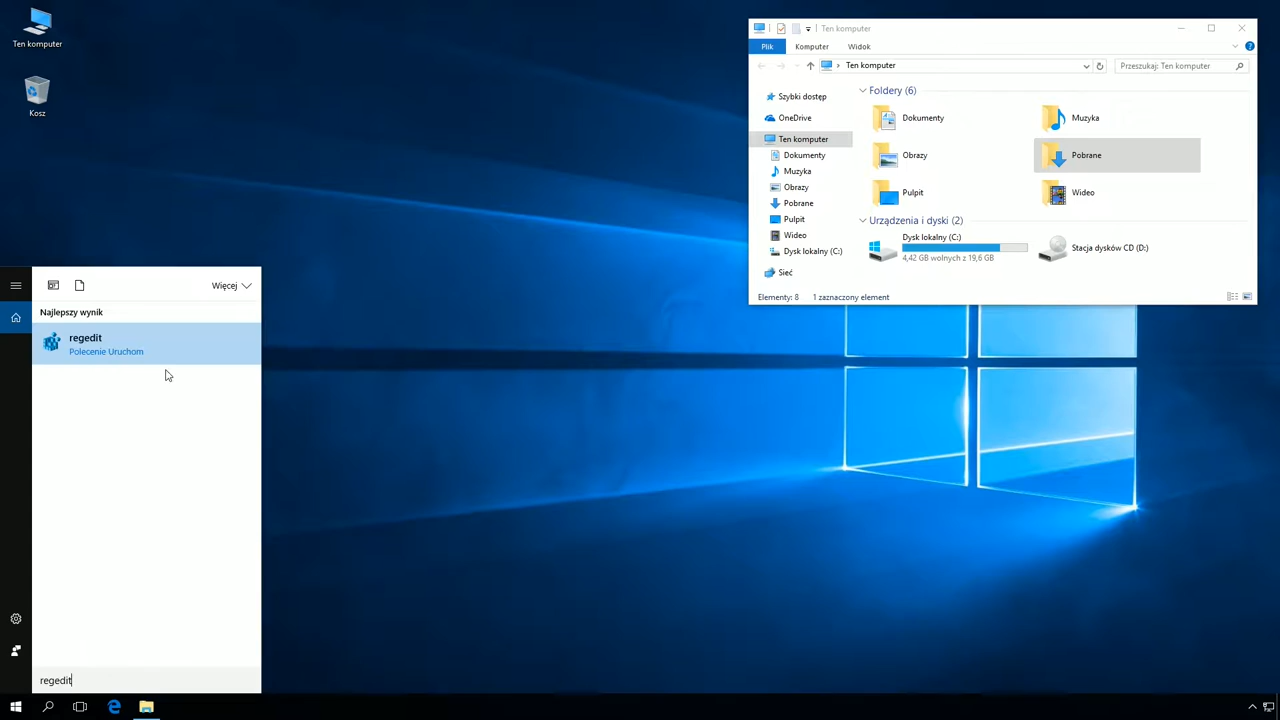 Ten komputer
Kosz
Ten komputer
Plik Komputer Widok
Ten komputer
Przeszukaj: Ten komputer
Szybki dostęp
OneDrive
Ten komputer
Dokumenty
Muzyka
Obrazy
Pobrane
Pulpit
Wideo
Dysk lokalny (C:)
Sieć
Foldery (6)
Dokumenty
Muzyka
Obrazy
Pobrane
Pulpit
Wideo
Urządzenia i dyski (2)
Dysk lokalny (C:)
4,42 GB wolnych z 19,6 GB
Stacja dysków CD (D:)
Elementy: 8 1 zaznaczony element
Więcej
Najlepszy wynik
regedit
Polecenie Uruchom
regedit